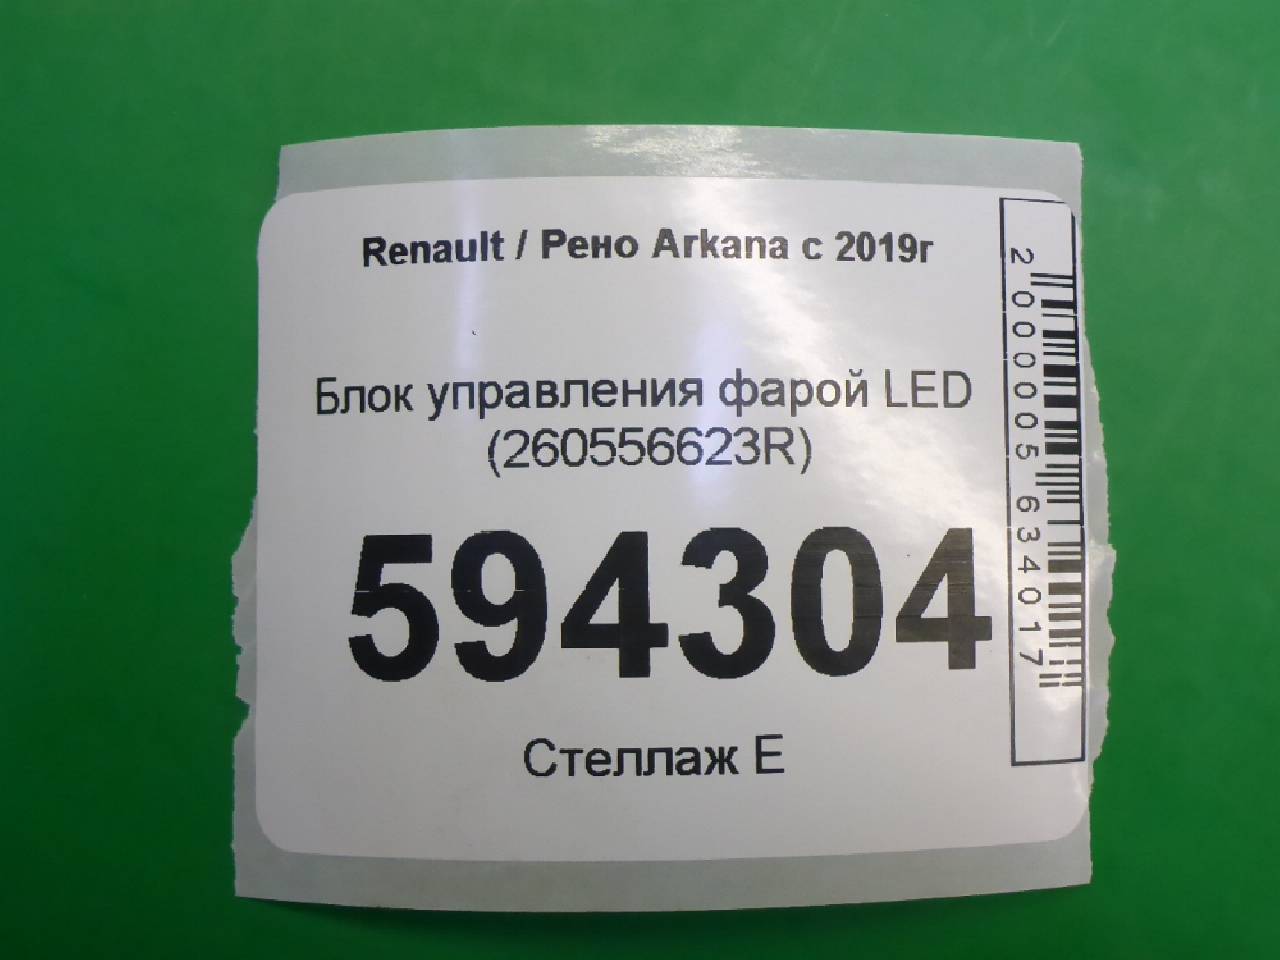 Renault / Рено Arkana с 2019г
Блок управления фарой LED
(260556623R)
594304
Стеллаж Е
2000005634017